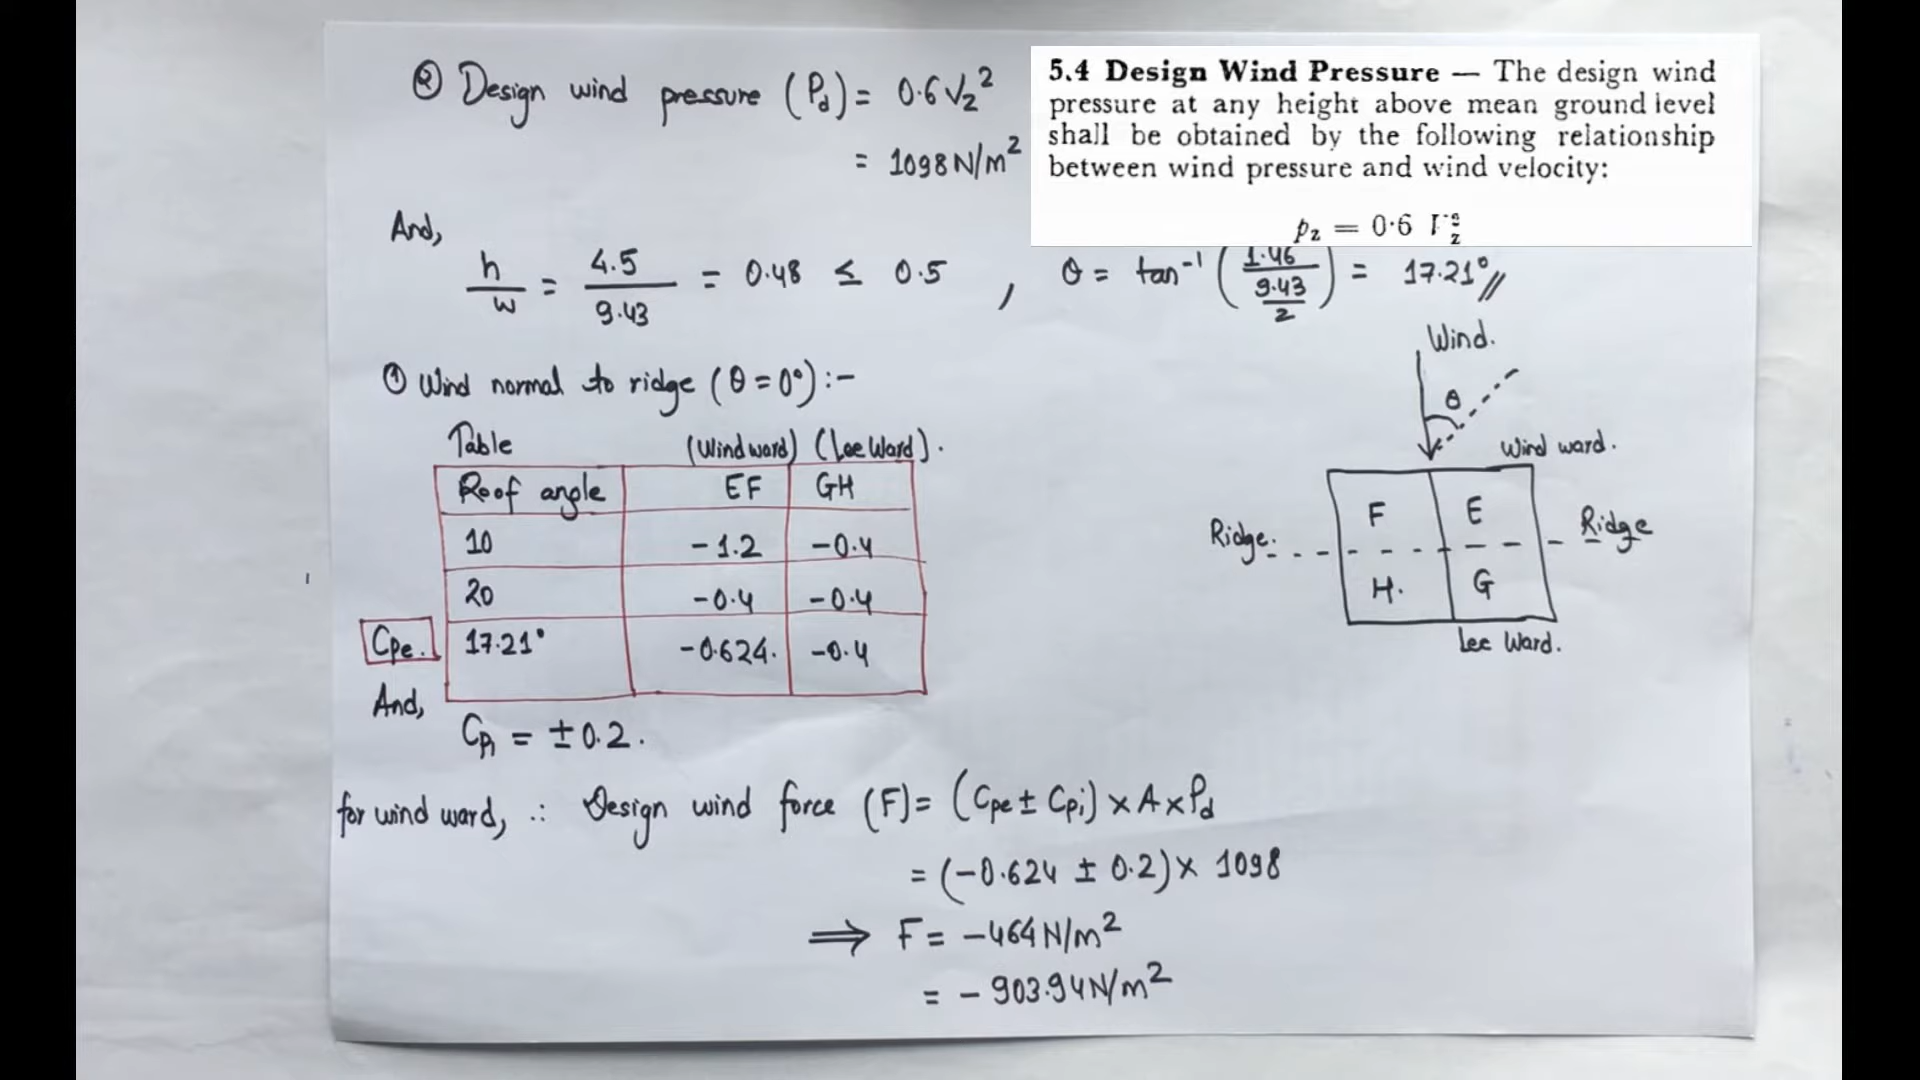 ② Design wind pressure (Pd) = 0.6 Vz²
= 1098 N/m²
5.4 Design Wind Pressure — The design wind
pressure at any height above mean ground level
shall be obtained by the following relationship
between wind pressure and wind velocity:
pz = 0·6 V²z
And,
h/w = 4.5/9.43 = 0.48 ≤ 0.5 , θ = tan⁻¹ (1.46/(9.43/2)) = 17.21°//
① Wind normal to ridge (θ = 0°) :-
Table (Wind ward) (Lee Ward).
Roof angle EF GH
10 -1.2 -0.4
20 -0.4 -0.4
Cpe. 17.21° -0.624. -0.4
And,
Cpi = ±0.2.
Wind.
θ
Wind ward.
F E
Ridge. Ridge
H. G
Lee Ward.
for wind ward, ∴ Design wind force (F) = (Cpe ± Cpi) × A × Pd
= (-0.624 ± 0.2) × 1098
⟹ F = -464 N/m²
= -903.94 N/m²